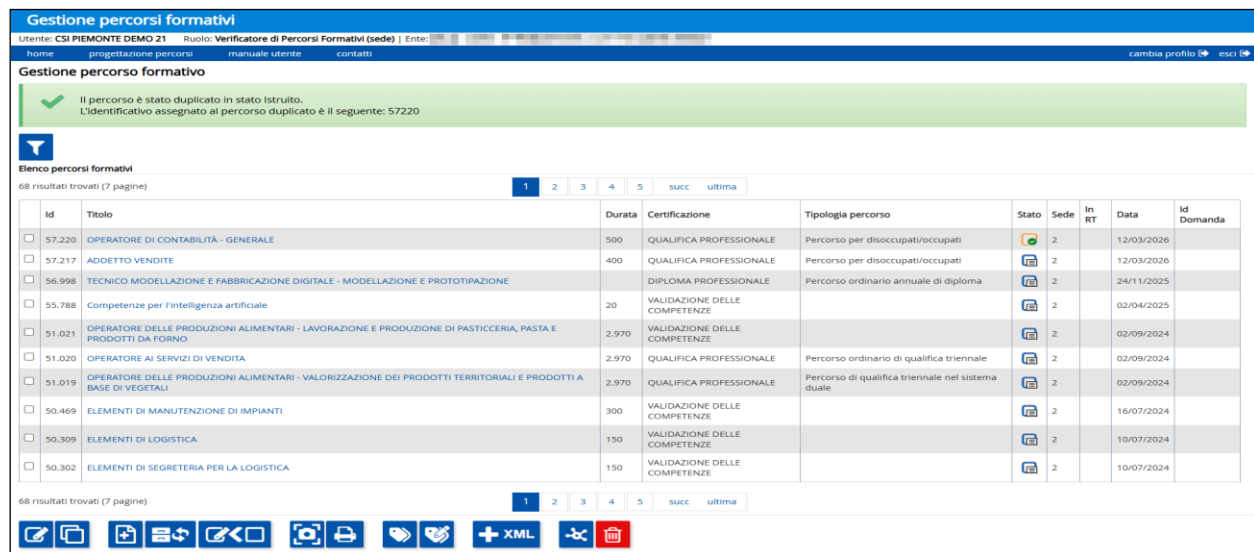 Gestione percorsi formativi
Utente: CSI PIEMONTE DEMO 21 Ruolo: Verificatore di Percorsi Formativi (sede) | Ente:
home progettazione percorsi manuale utente contatti cambia profilo esci
Gestione percorso formativo
Il percorso è stato duplicato in stato Istruito.
L'identificativo assegnato al percorso duplicato è il seguente: 57220
Elenco percorsi formativi
68 risultati trovati (7 pagine) 1 2 3 4 5 succ ultima
Id Titolo Durata Certificazione Tipologia percorso Stato Sede In RT Data Id Domanda
57.220 OPERATORE DI CONTABILITÀ - GENERALE 500 QUALIFICA PROFESSIONALE Percorso per disoccupati/occupati 2 12/03/2026
57.217 ADDETTO VENDITE 400 QUALIFICA PROFESSIONALE Percorso per disoccupati/occupati 2 12/03/2026
56.998 TECNICO MODELLAZIONE E FABBRICAZIONE DIGITALE - MODELLAZIONE E PROTOTIPAZIONE DIPLOMA PROFESSIONALE Percorso ordinario annuale di diploma 2 24/11/2025
55.788 Competenze per l'intelligenza artificiale 20 VALIDAZIONE DELLE COMPETENZE 2 02/04/2025
51.021 OPERATORE DELLE PRODUZIONI ALIMENTARI - LAVORAZIONE E PRODUZIONE DI PASTICCERIA, PASTA E PRODOTTI DA FORNO 2.970 VALIDAZIONE DELLE COMPETENZE 2 02/09/2024
51.020 OPERATORE AI SERVIZI DI VENDITA 2.970 QUALIFICA PROFESSIONALE Percorso ordinario di qualifica triennale 2 02/09/2024
51.019 OPERATORE DELLE PRODUZIONI ALIMENTARI - VALORIZZAZIONE DEI PRODOTTI TERRITORIALI E PRODOTTI A BASE DI VEGETALI 2.970 QUALIFICA PROFESSIONALE Percorso di qualifica triennale nel sistema duale 2 02/09/2024
50.469 ELEMENTI DI MANUTENZIONE DI IMPIANTI 300 VALIDAZIONE DELLE COMPETENZE 2 16/07/2024
50.309 ELEMENTI DI LOGISTICA 150 VALIDAZIONE DELLE COMPETENZE 2 10/07/2024
50.302 ELEMENTI DI SEGRETERIA PER LA LOGISTICA 150 VALIDAZIONE DELLE COMPETENZE 2 10/07/2024
68 risultati trovati (7 pagine) 1 2 3 4 5 succ ultima
XML